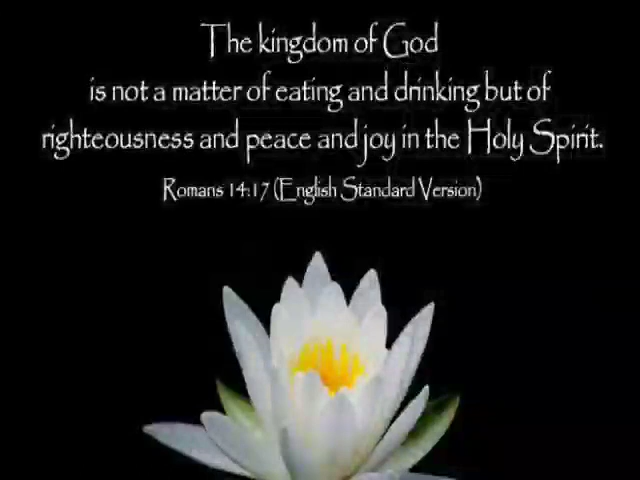 The kingdom of God
is not a matter of eating and drinking but of
righteousness and peace and joy in the Holy Spirit.
Romans 14:17 (English Standard Version)